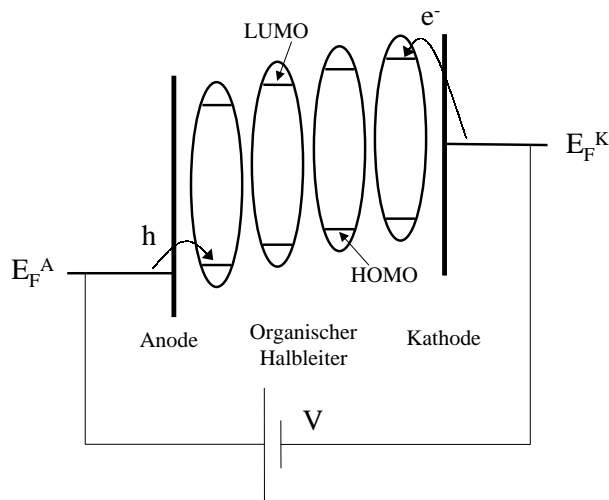 e⁻
LUMO
E_F^K
h
E_F^A
HOMO
Anode
Organischer
Halbleiter
Kathode
V